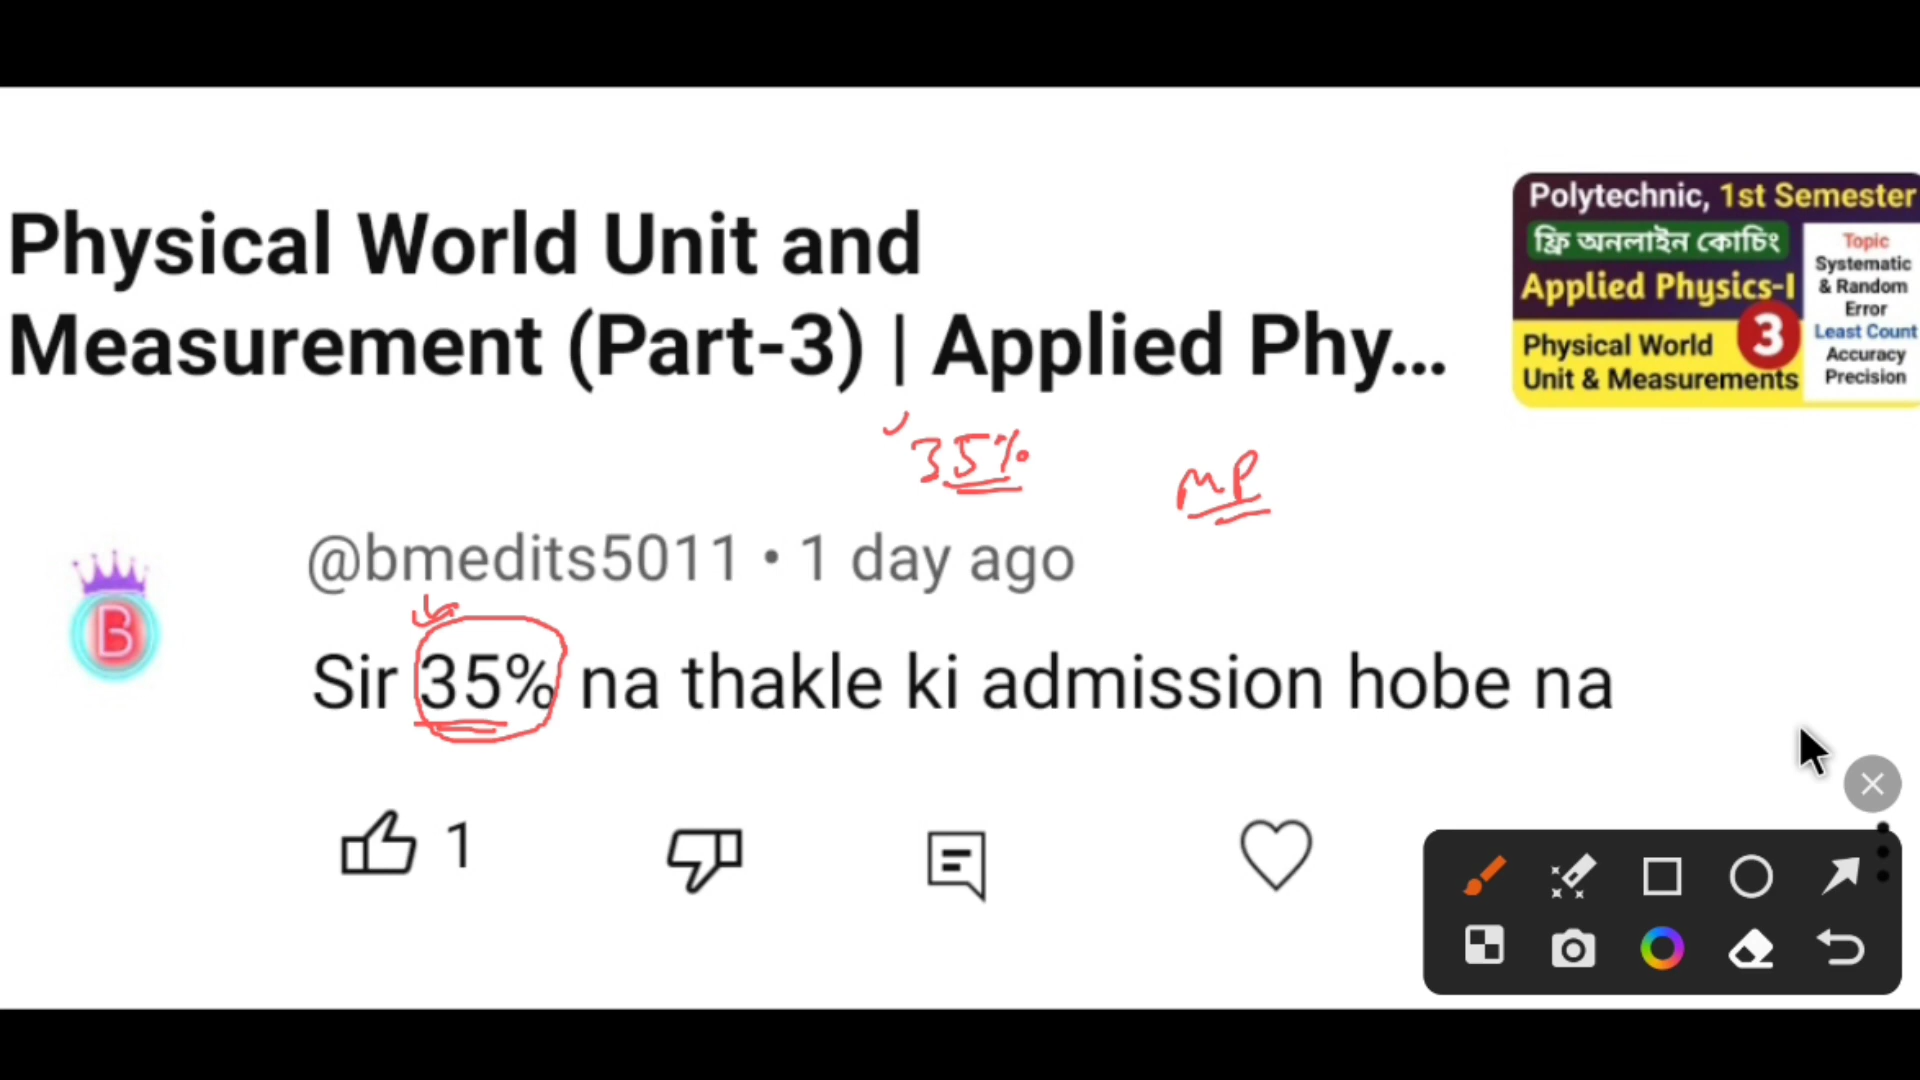 Physical World Unit and
Measurement (Part-3) | Applied Phy...
Polytechnic, 1st Semester
ফ্রি অনলাইন কোচিং
Applied Physics-I
Physical World
Unit & Measurements
3
Topic
Systematic
& Random
Error
Least Count
Accuracy
Precision
35%
MP
@bmedits5011 • 1 day ago
B
Sir 35% na thakle ki admission hobe na
1